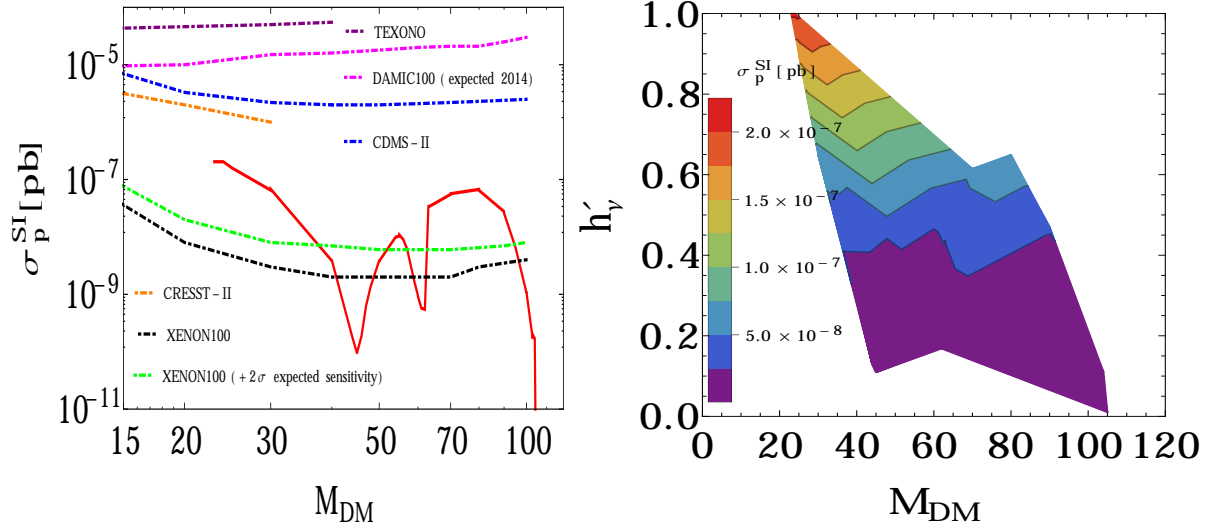 σ_p^SI [pb]
10^-5
10^-7
10^-9
10^-11
TEXONO
DAMIC100 ( expected 2014)
CDMS-II
CRESST-II
XENON100
XENON100 ( +2σ expected sensitivity)
15 20 30 50 70 100
M_DM
h′_ν
1.0
0.8
0.6
0.4
0.2
0.0
σ_p^SI [pb]
2.0 × 10^-7
1.5 × 10^-7
1.0 × 10^-7
5.0 × 10^-8
0 20 40 60 80 100 120
M_DM